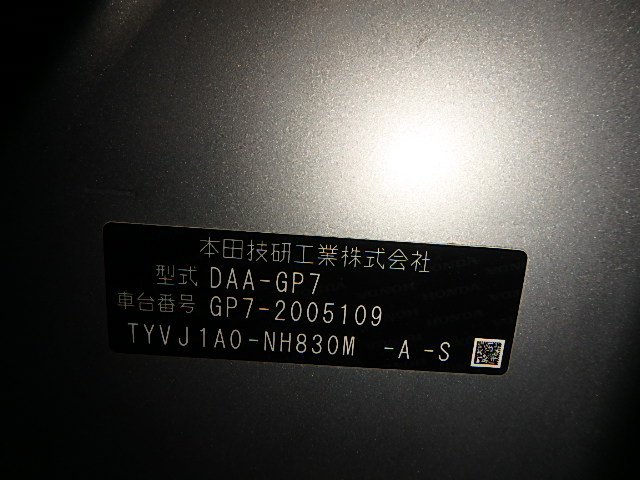 本田技研工業株式会社
型式 DAA-GP7
車台番号 GP7-2005109
TYVJ1A0-NH830M -A -S